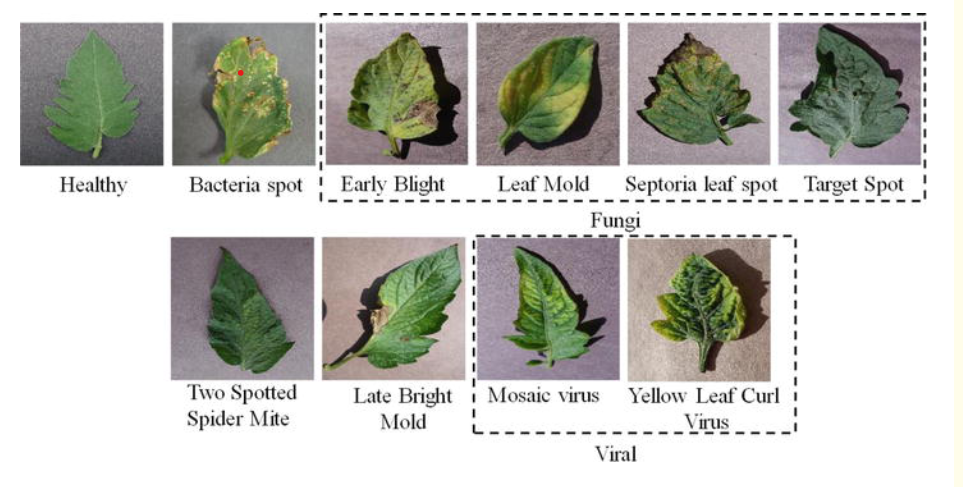 Healthy
Bacteria spot
Early Blight
Leaf Mold
Septoria leaf spot
Target Spot
Fungi
Two Spotted
Spider Mite
Late Bright
Mold
Mosaic virus
Yellow Leaf Curl
Virus
Viral